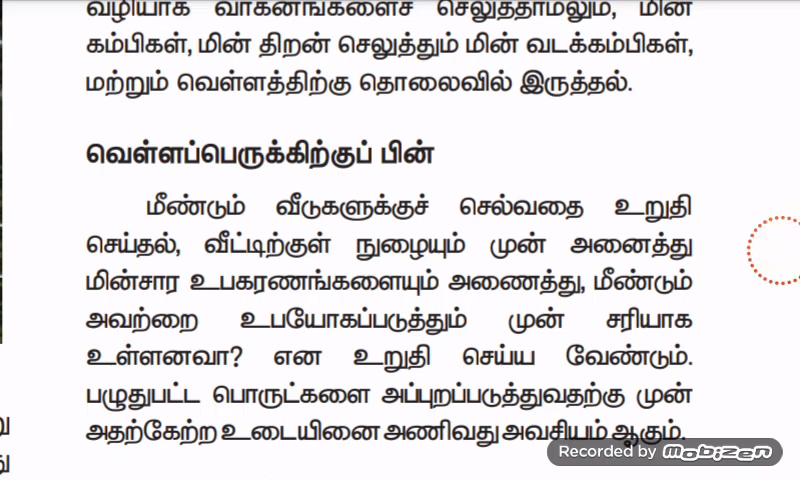 வழியாக வாகனங்களைச் செலுத்தாமலும், மின்
கம்பிகள், மின் திறன் செலுத்தும் மின் வடக்கம்பிகள்,
மற்றும் வெள்ளத்திற்கு தொலைவில் இருத்தல்.
வெள்ளப்பெருக்கிற்குப் பின்
மீண்டும் வீடுகளுக்குச் செல்வதை உறுதி
செய்தல், வீட்டிற்குள் நுழையும் முன் அனைத்து
மின்சார உபகரணங்களையும் அணைத்து, மீண்டும்
அவற்றை உபயோகப்படுத்தும் முன் சரியாக
உள்ளனவா? என உறுதி செய்ய வேண்டும்.
பழுதுபட்ட பொருட்களை அப்புறப்படுத்துவதற்கு முன்
அதற்கேற்ற உடையினை அணிவது அவசியம் ஆகும்.
Recorded by mobizen